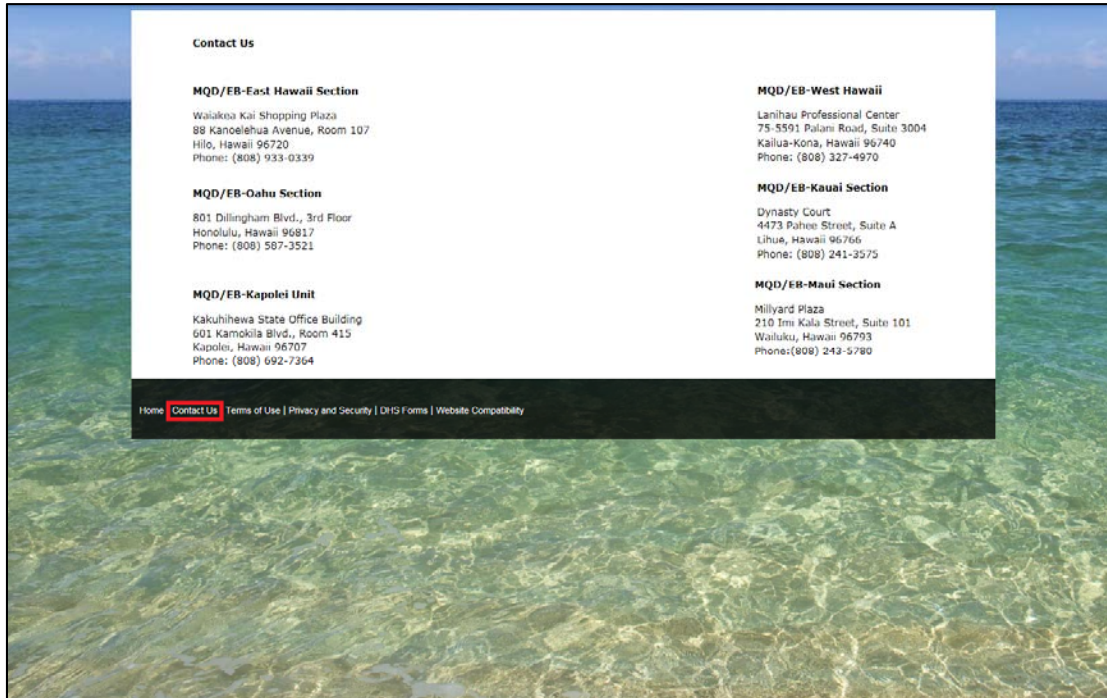 Contact Us
MQD/EB-East Hawaii Section
Waiakea Kai Shopping Plaza
88 Kanoelehua Avenue, Room 107
Hilo, Hawaii 96720
Phone: (808) 933-0339
MQD/EB-Oahu Section
801 Dillingham Blvd., 3rd Floor
Honolulu, Hawaii 96817
Phone: (808) 587-3521
MQD/EB-Kapolei Unit
Kakuhihewa State Office Building
601 Kamokila Blvd., Room 415
Kapolei, Hawaii 96707
Phone: (808) 692-7364
MQD/EB-West Hawaii
Lanihau Professional Center
75-5591 Palani Road, Suite 3004
Kailua-Kona, Hawaii 96740
Phone: (808) 327-4970
MQD/EB-Kauai Section
Dynasty Court
4473 Pahee Street, Suite A
Lihue, Hawaii 96766
Phone: (808) 241-3575
MQD/EB-Maui Section
Millyard Plaza
210 Imi Kala Street, Suite 101
Wailuku, Hawaii 96793
Phone:(808) 243-5780
Home Contact Us Terms of Use | Privacy and Security | DHS Forms | Website Compatibility